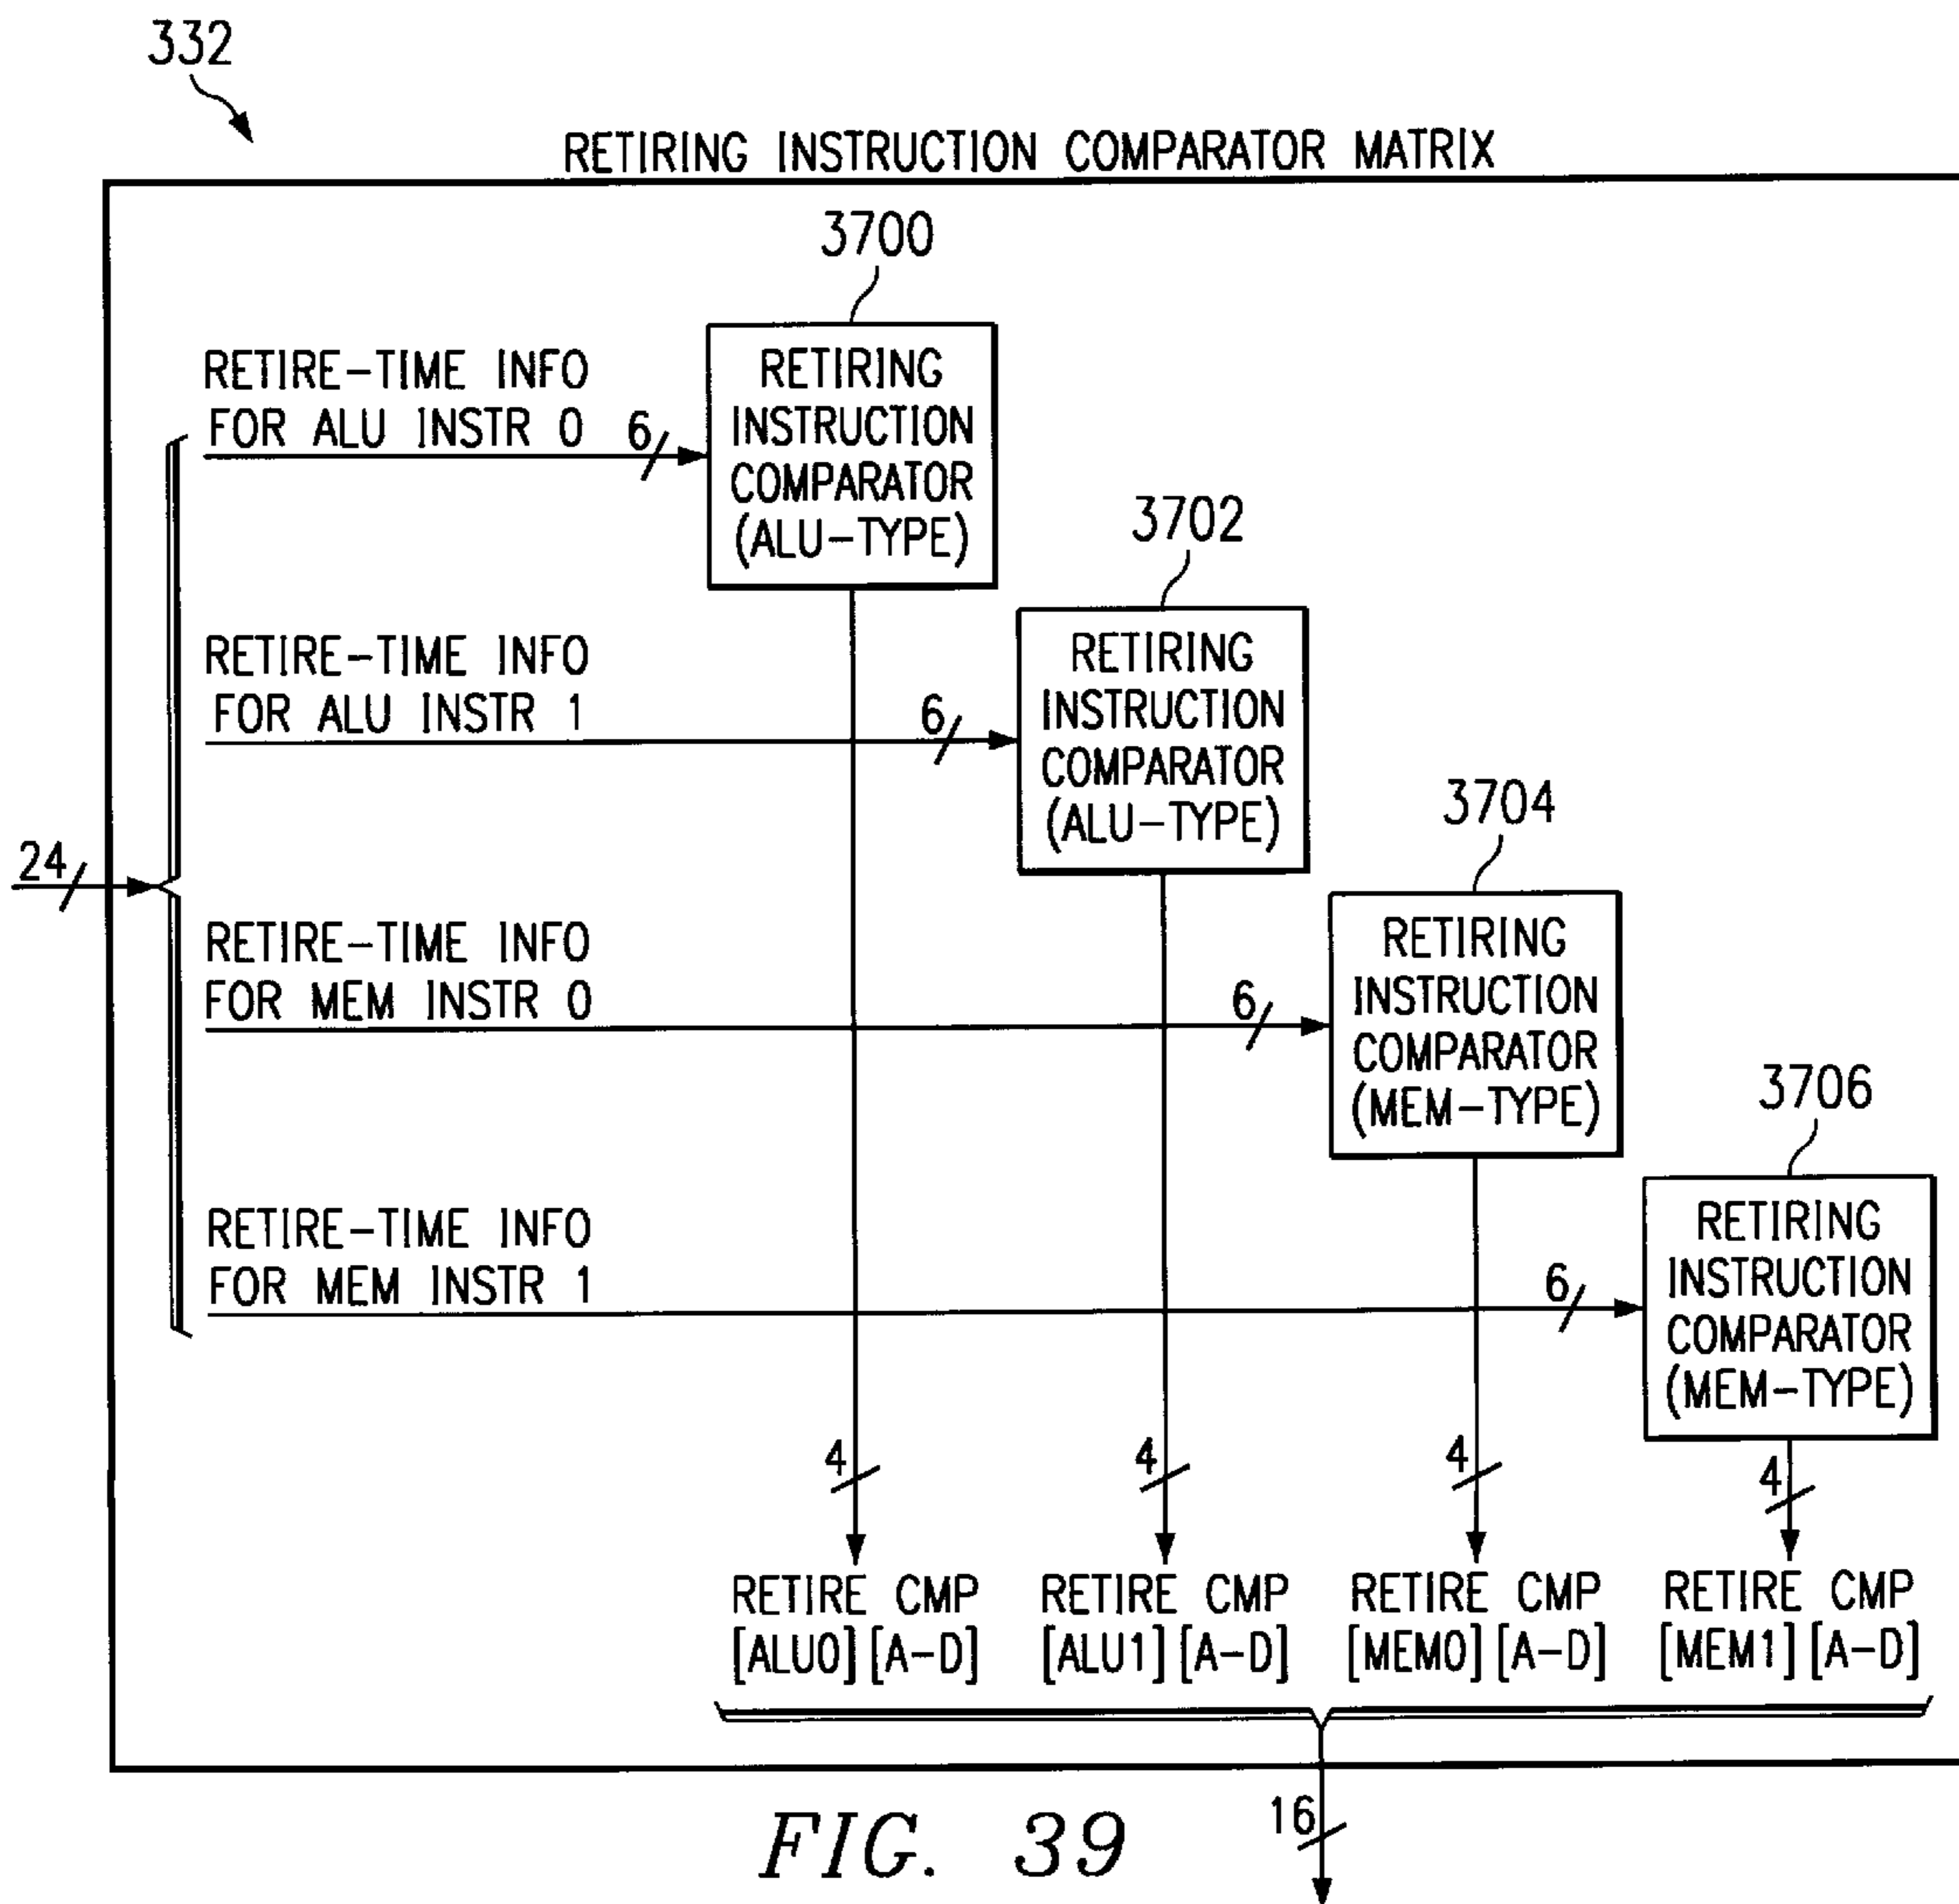 332
RETIRING INSTRUCTION COMPARATOR MATRIX
3700
RETIRE-TIME INFO
FOR ALU INSTR 0
6
RETIRING
INSTRUCTION
COMPARATOR
(ALU-TYPE)
3702
RETIRE-TIME INFO
FOR ALU INSTR 1
6
RETIRING
INSTRUCTION
COMPARATOR
(ALU-TYPE)
3704
24
RETIRE-TIME INFO
FOR MEM INSTR 0
6
RETIRING
INSTRUCTION
COMPARATOR
(MEM-TYPE)
3706
RETIRE-TIME INFO
FOR MEM INSTR 1
6
RETIRING
INSTRUCTION
COMPARATOR
(MEM-TYPE)
4
4
4
4
RETIRE CMP
[ALU0][A-D]
RETIRE CMP
[ALU1][A-D]
RETIRE CMP
[MEM0][A-D]
RETIRE CMP
[MEM1][A-D]
16
FIG. 39